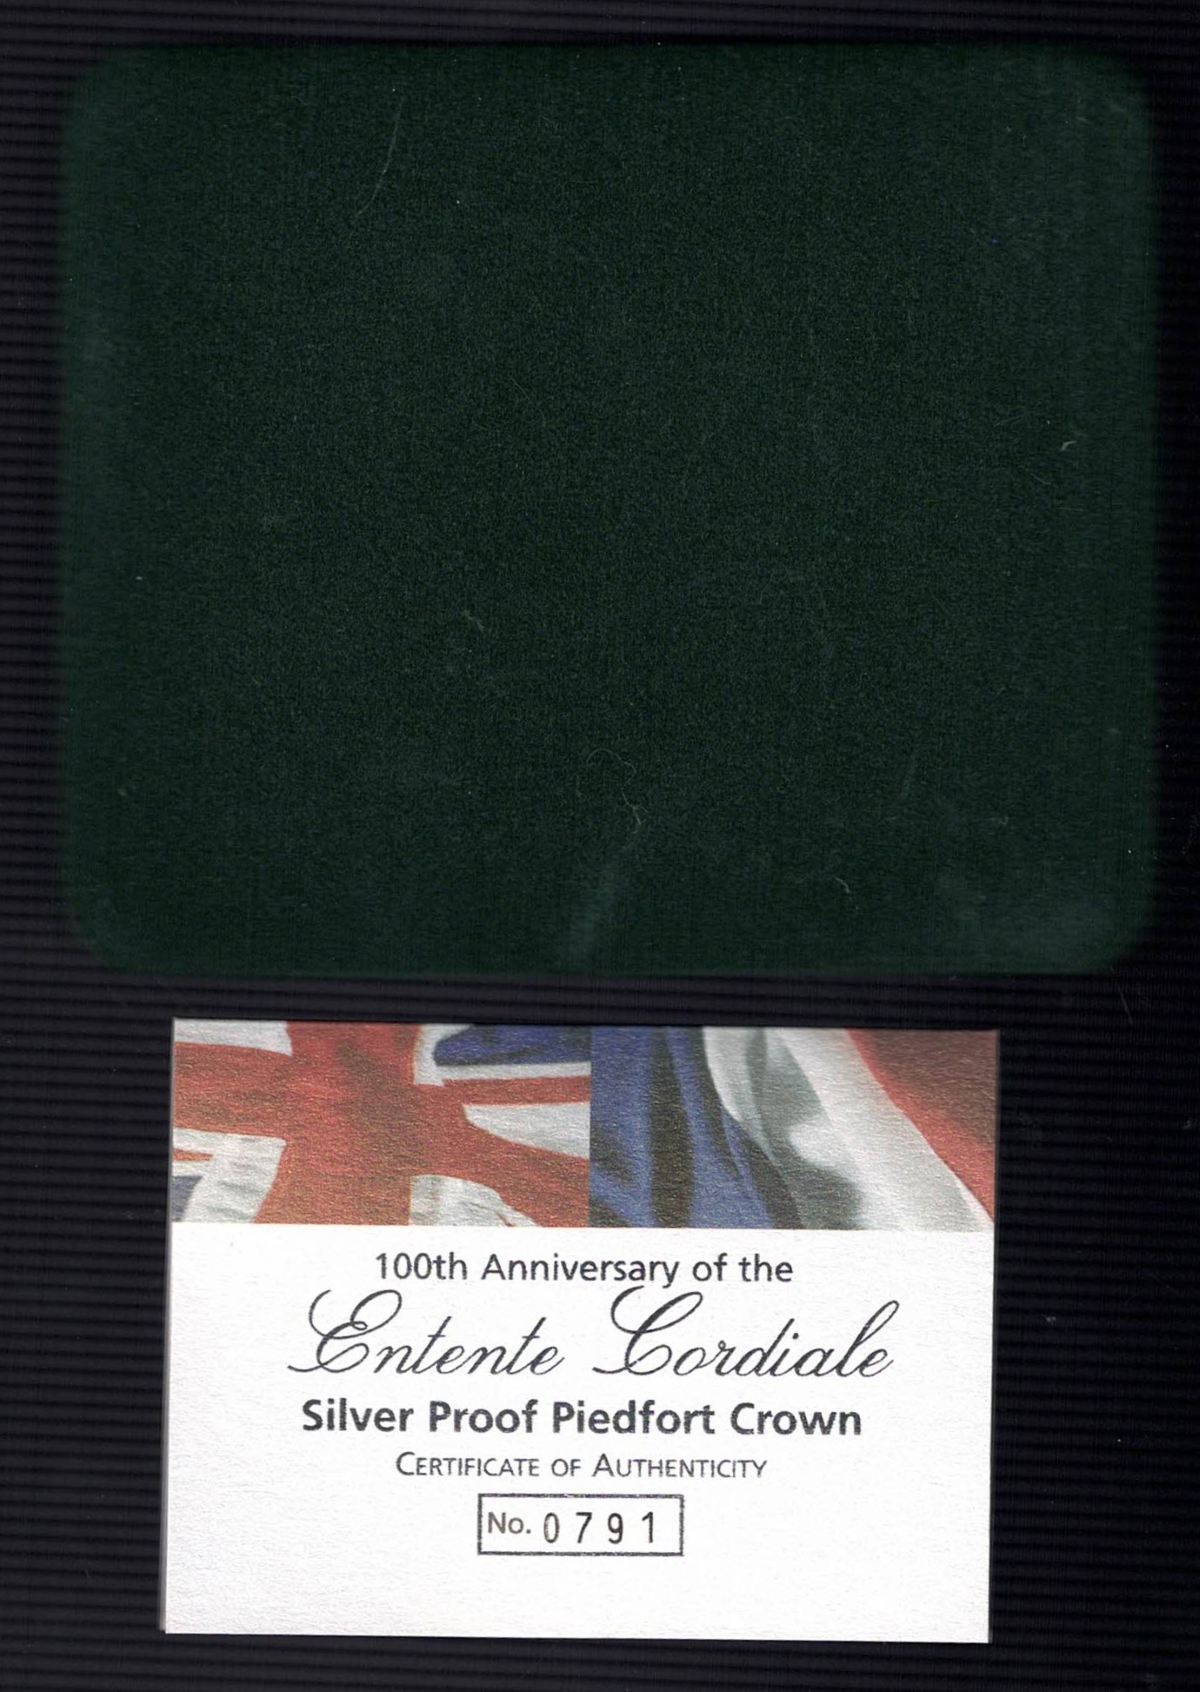 100th Anniversary of the
Entente Cordiale
Silver Proof Piedfort Crown
CERTIFICATE OF AUTHENTICITY
No. 0791